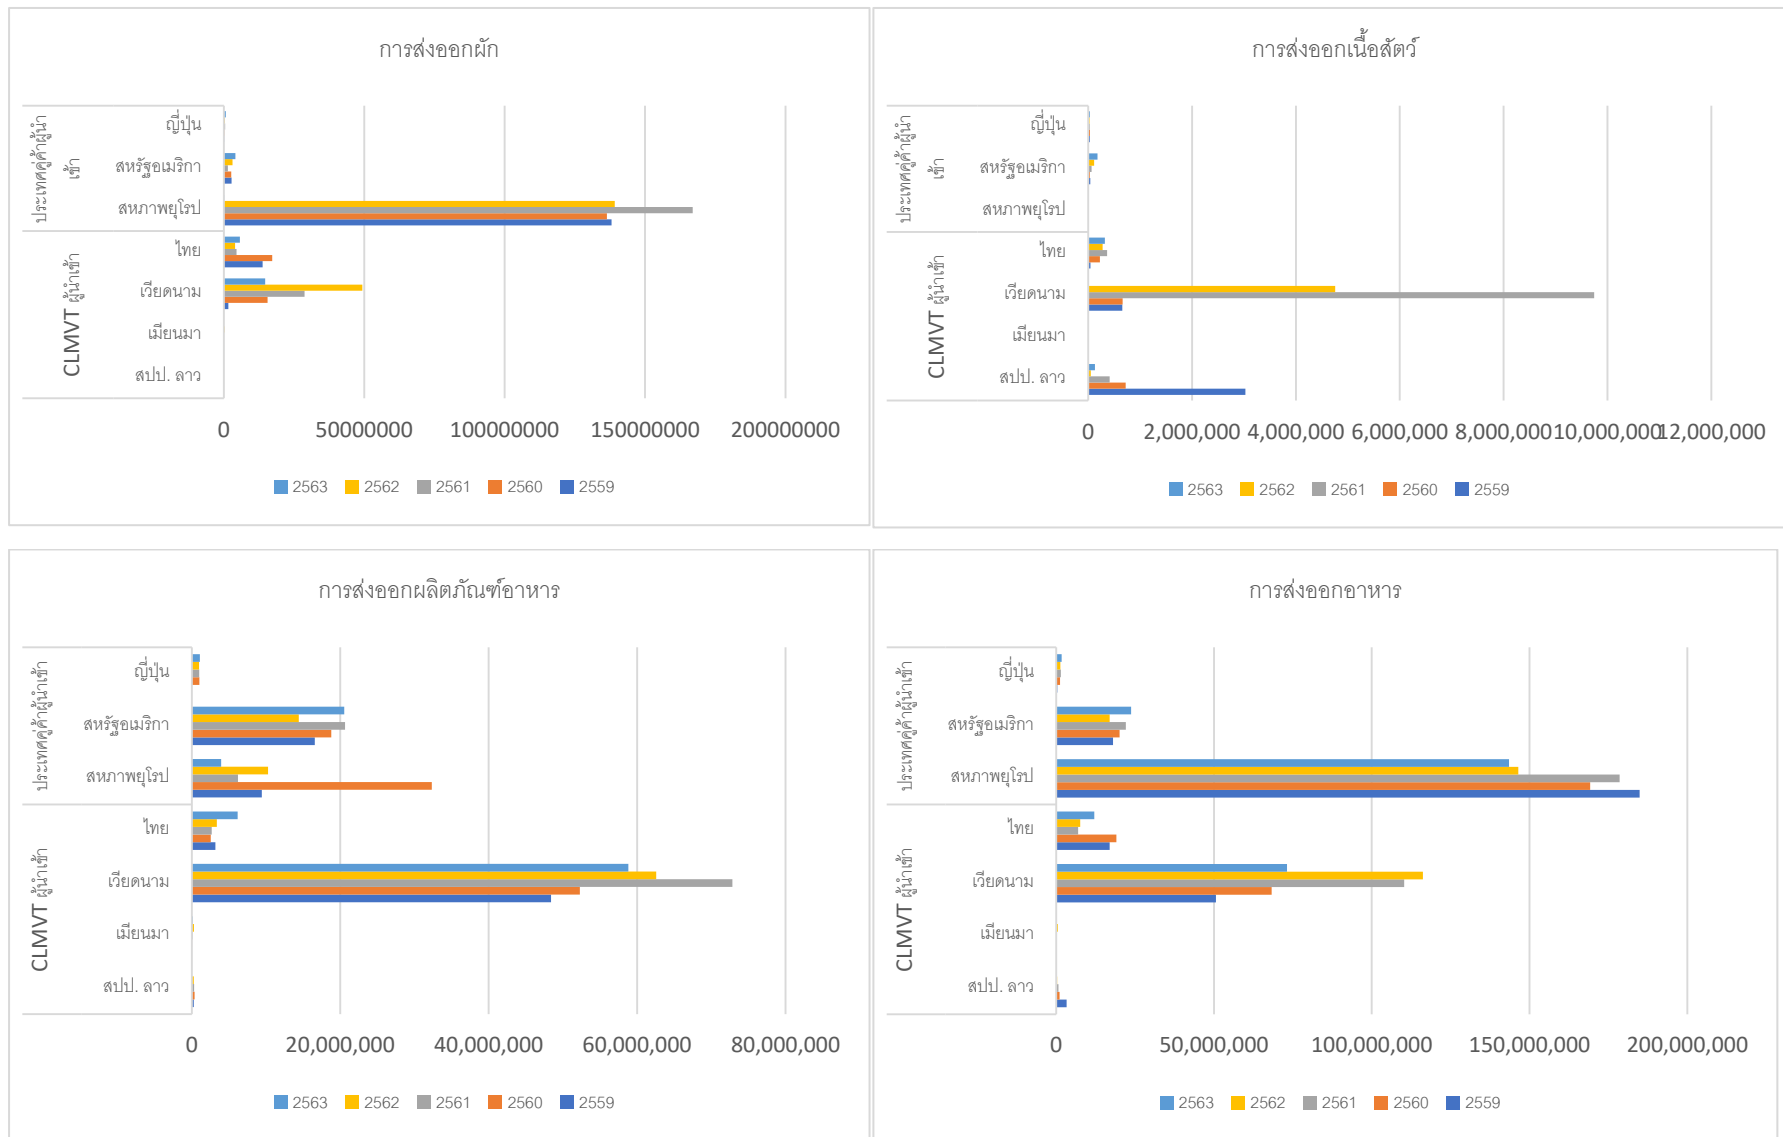 การส่งออกผัก
ประเทศคู่ค้าผู้นำ
เข้า
ญี่ปุ่น
สหรัฐอเมริกา
สหภาพยุโรป
CLMVT ผู้นำเข้า
ไทย
เวียดนาม
เมียนมา
สปป. ลาว
0 50000000 100000000 150000000 200000000
2563 2562 2561 2560 2559
การส่งออกเนื้อสัตว์
ประเทศคู่ค้าผู้นำ
เข้า
ญี่ปุ่น
สหรัฐอเมริกา
สหภาพยุโรป
CLMVT ผู้นำเข้า
ไทย
เวียดนาม
เมียนมา
สปป. ลาว
0 2,000,000 4,000,000 6,000,000 8,000,000 10,000,000 12,000,000
2563 2562 2561 2560 2559
การส่งออกผลิตภัณฑ์อาหาร
ประเทศคู่ค้าผู้นำเข้า
ญี่ปุ่น
สหรัฐอเมริกา
สหภาพยุโรป
CLMVT ผู้นำเข้า
ไทย
เวียดนาม
เมียนมา
สปป. ลาว
0 20,000,000 40,000,000 60,000,000 80,000,000
2563 2562 2561 2560 2559
การส่งออกอาหาร
ประเทศคู่ค้าผู้นำเข้า
ญี่ปุ่น
สหรัฐอเมริกา
สหภาพยุโรป
CLMVT ผู้นำเข้า
ไทย
เวียดนาม
เมียนมา
สปป. ลาว
0 50,000,000 100,000,000 150,000,000 200,000,000
2563 2562 2561 2560 2559